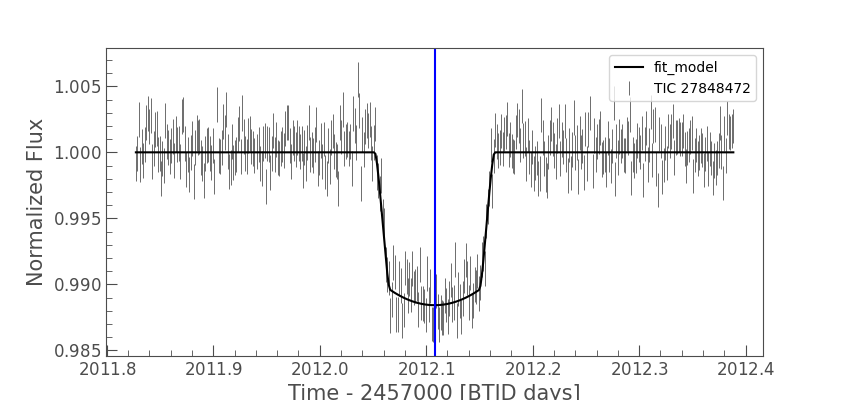 fit_model
TIC 27848472
Normalized Flux
1.005
1.000
0.995
0.990
0.985
2011.8 2011.9 2012.0 2012.1 2012.2 2012.3 2012.4
Time - 2457000 [BTJD days]